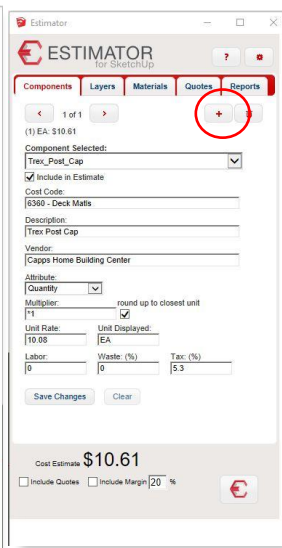 Estimator
ESTIMATOR
for SketchUp
?
Components Layers Materials Quotes Reports
< 1 of 1 > +
(1) EA: $10.61
Component Selected:
Trex_Post_Cap
Include in Estimate
Cost Code:
6360 - Deck Matls
Description:
Trex Post Cap
Vendor:
Capps Home Building Center
Attribute:
Quantity
Multiplier: round up to closest unit
*1
Unit Rate: Unit Displayed:
10.08 EA
Labor: Waste: (%) Tax: (%)
0 0 5.3
Save Changes Clear
Cost Estimate $10.61
Include Quotes Include Margin 20 %